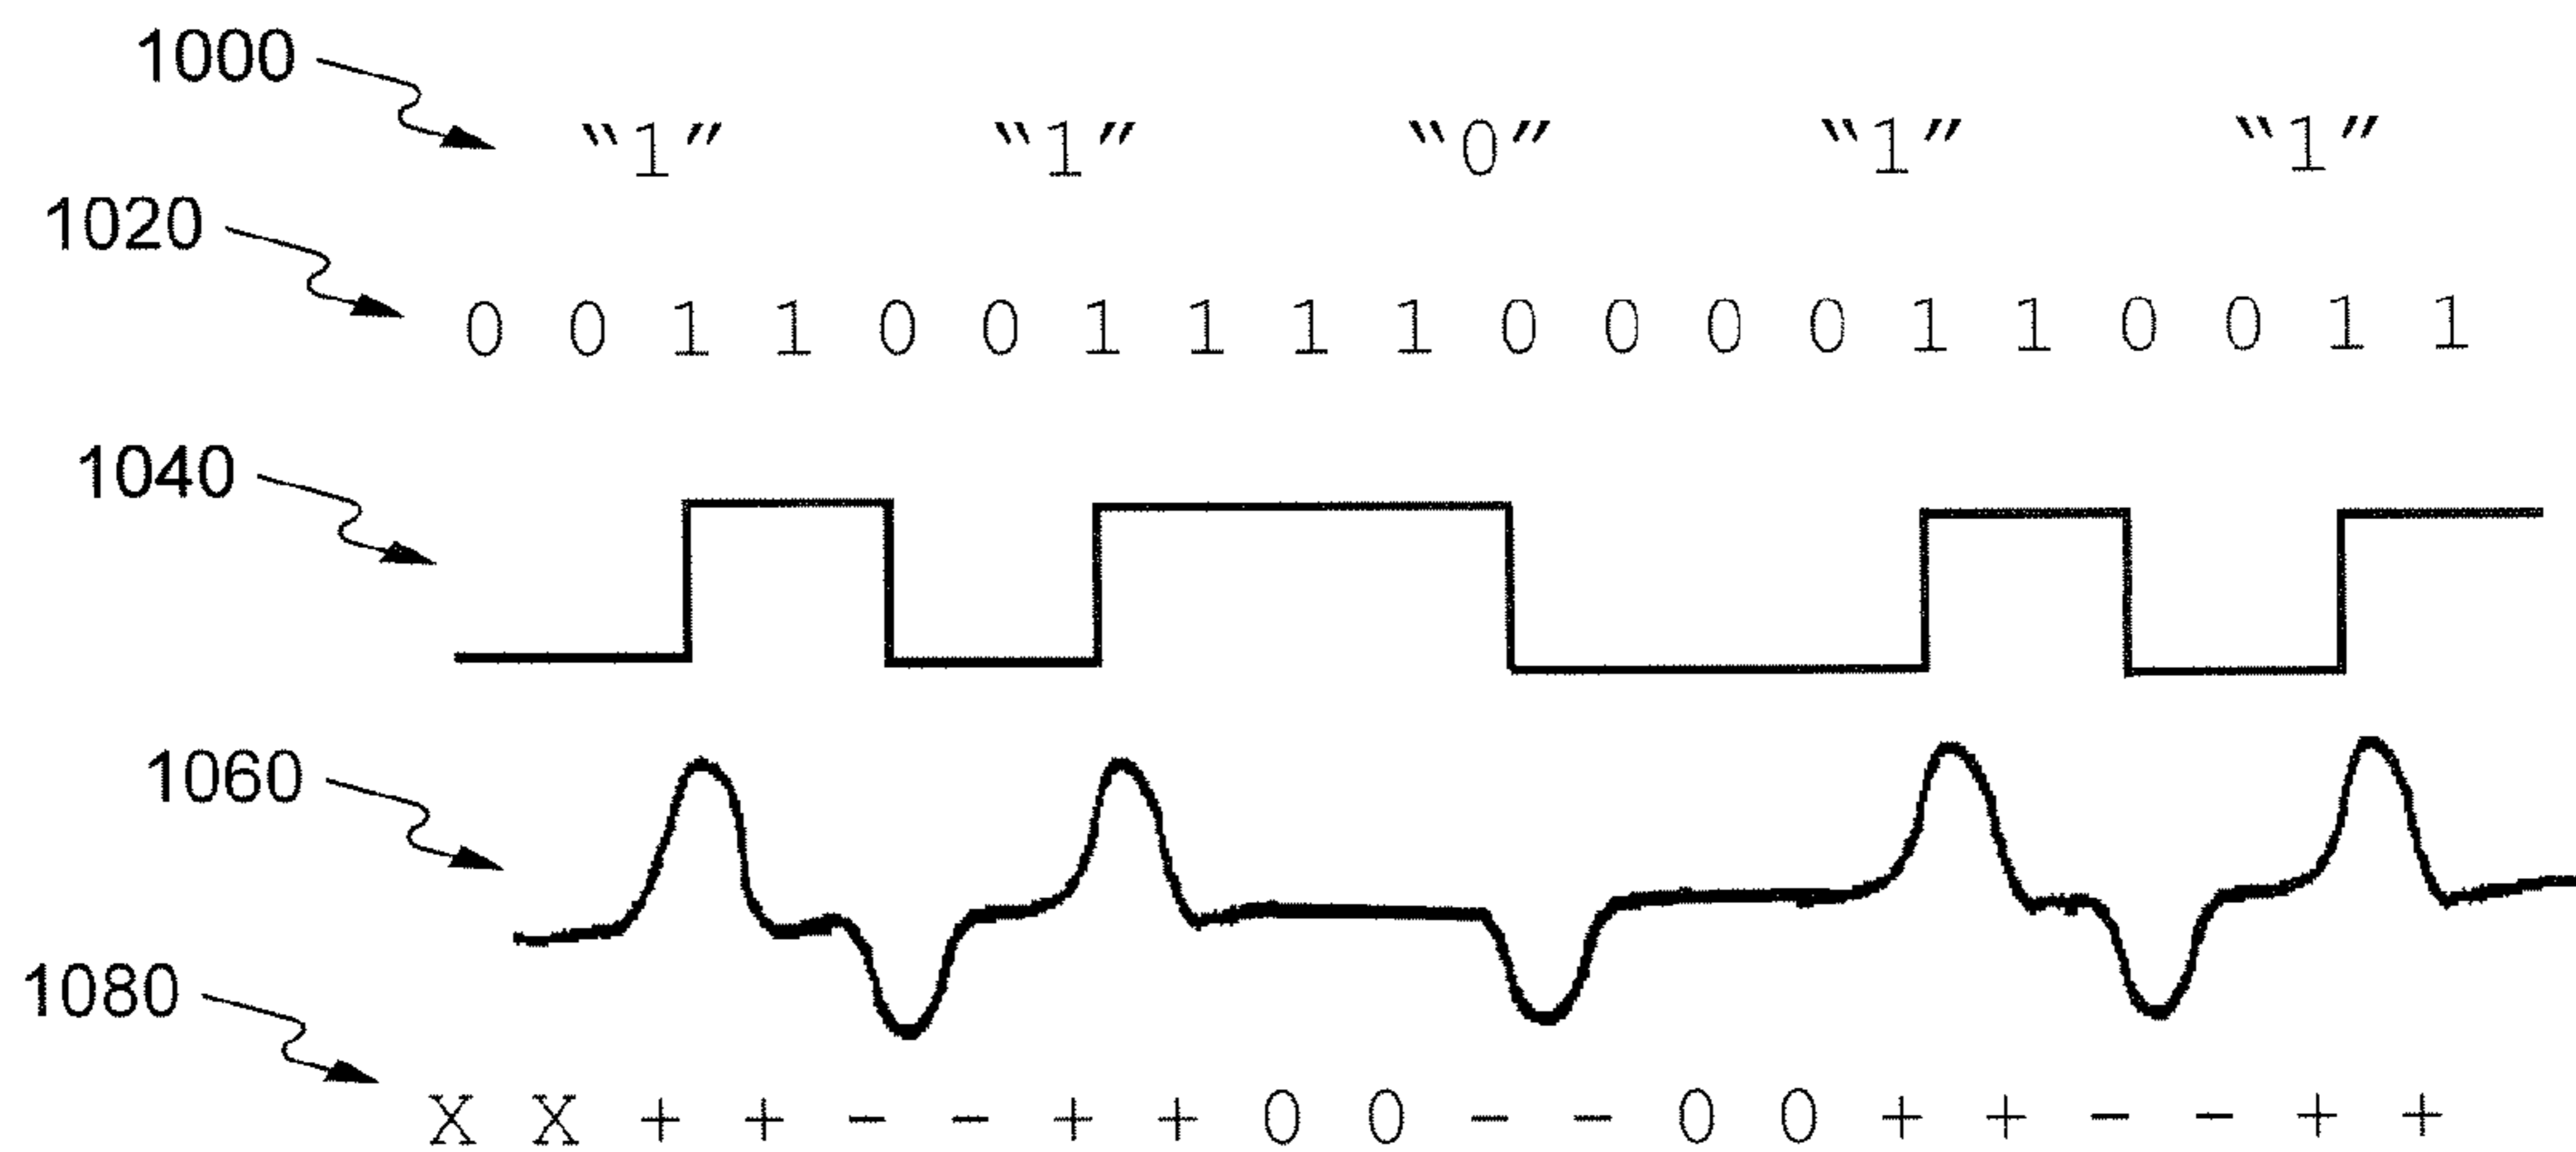 1000
“1” “1” “0” “1” “1”
1020
0 0 1 1 0 0 1 1 1 1 0 0 0 0 1 1 0 0 1 1
1040
1060
1080
X X + + - - + + 0 0 - - 0 0 + + - - + +